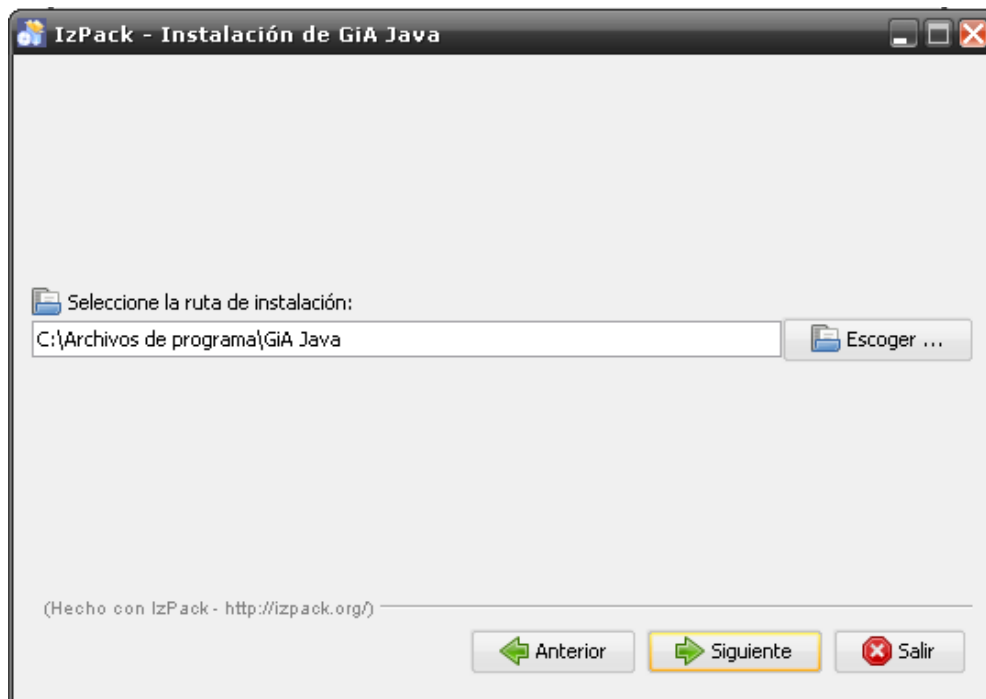 IzPack - Instalación de GiA Java
Seleccione la ruta de instalación:
C:\Archivos de programa\GiA Java
Escoger ...
(Hecho con IzPack - http://izpack.org/)
Anterior
Siguiente
Salir